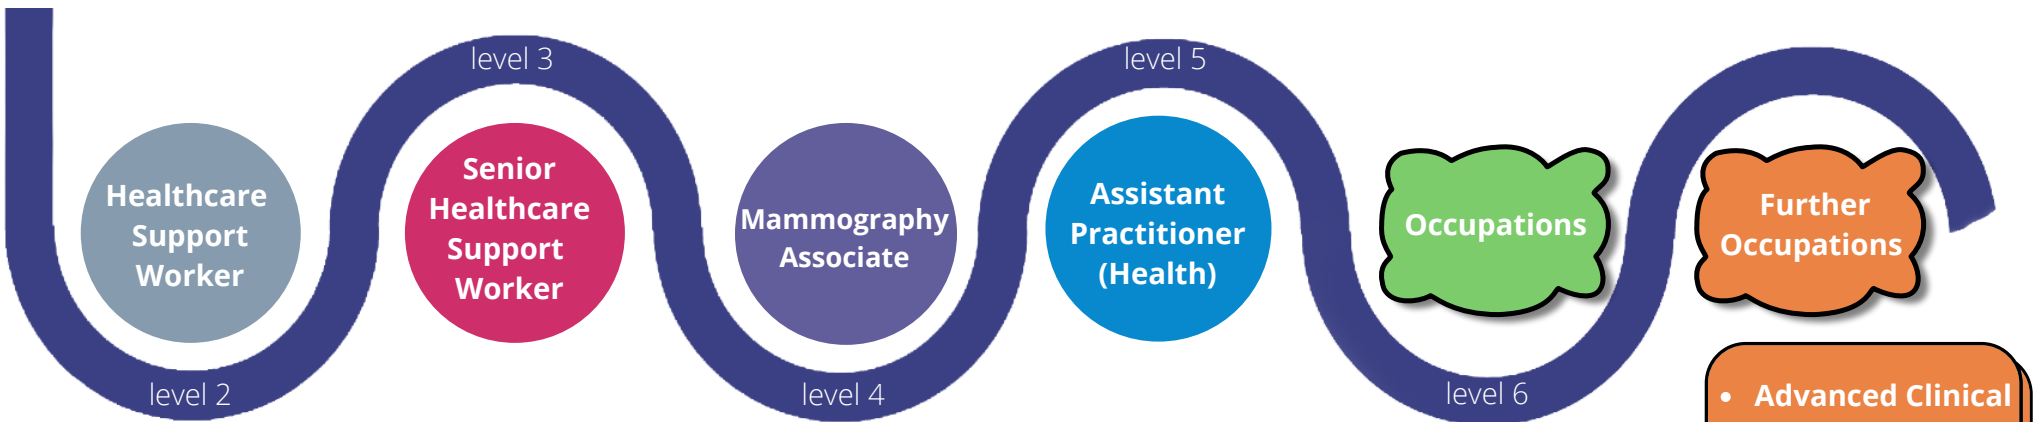 level 3
level 5
Healthcare
Support
Worker
Senior
Healthcare
Support
Worker
Mammography
Associate
Assistant
Practitioner
(Health)
Occupations
Further
Occupations
level 2
level 4
level 6
• Advanced Clinical